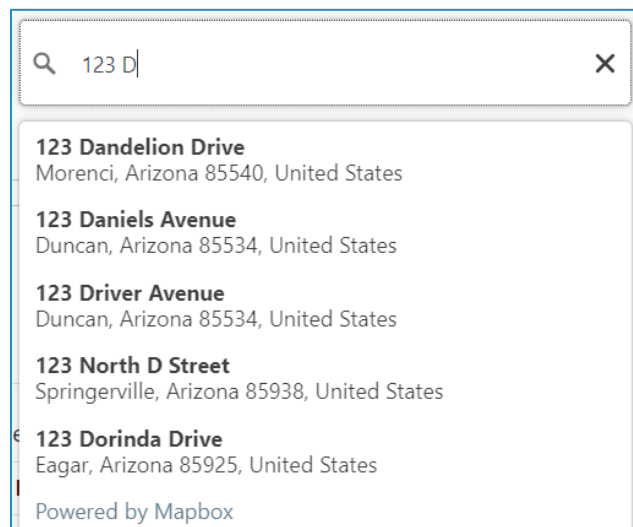 123 D
123 Dandelion Drive
Morenci, Arizona 85540, United States
123 Daniels Avenue
Duncan, Arizona 85534, United States
123 Driver Avenue
Duncan, Arizona 85534, United States
123 North D Street
Springerville, Arizona 85938, United States
123 Dorinda Drive
Eagar, Arizona 85925, United States
Powered by Mapbox